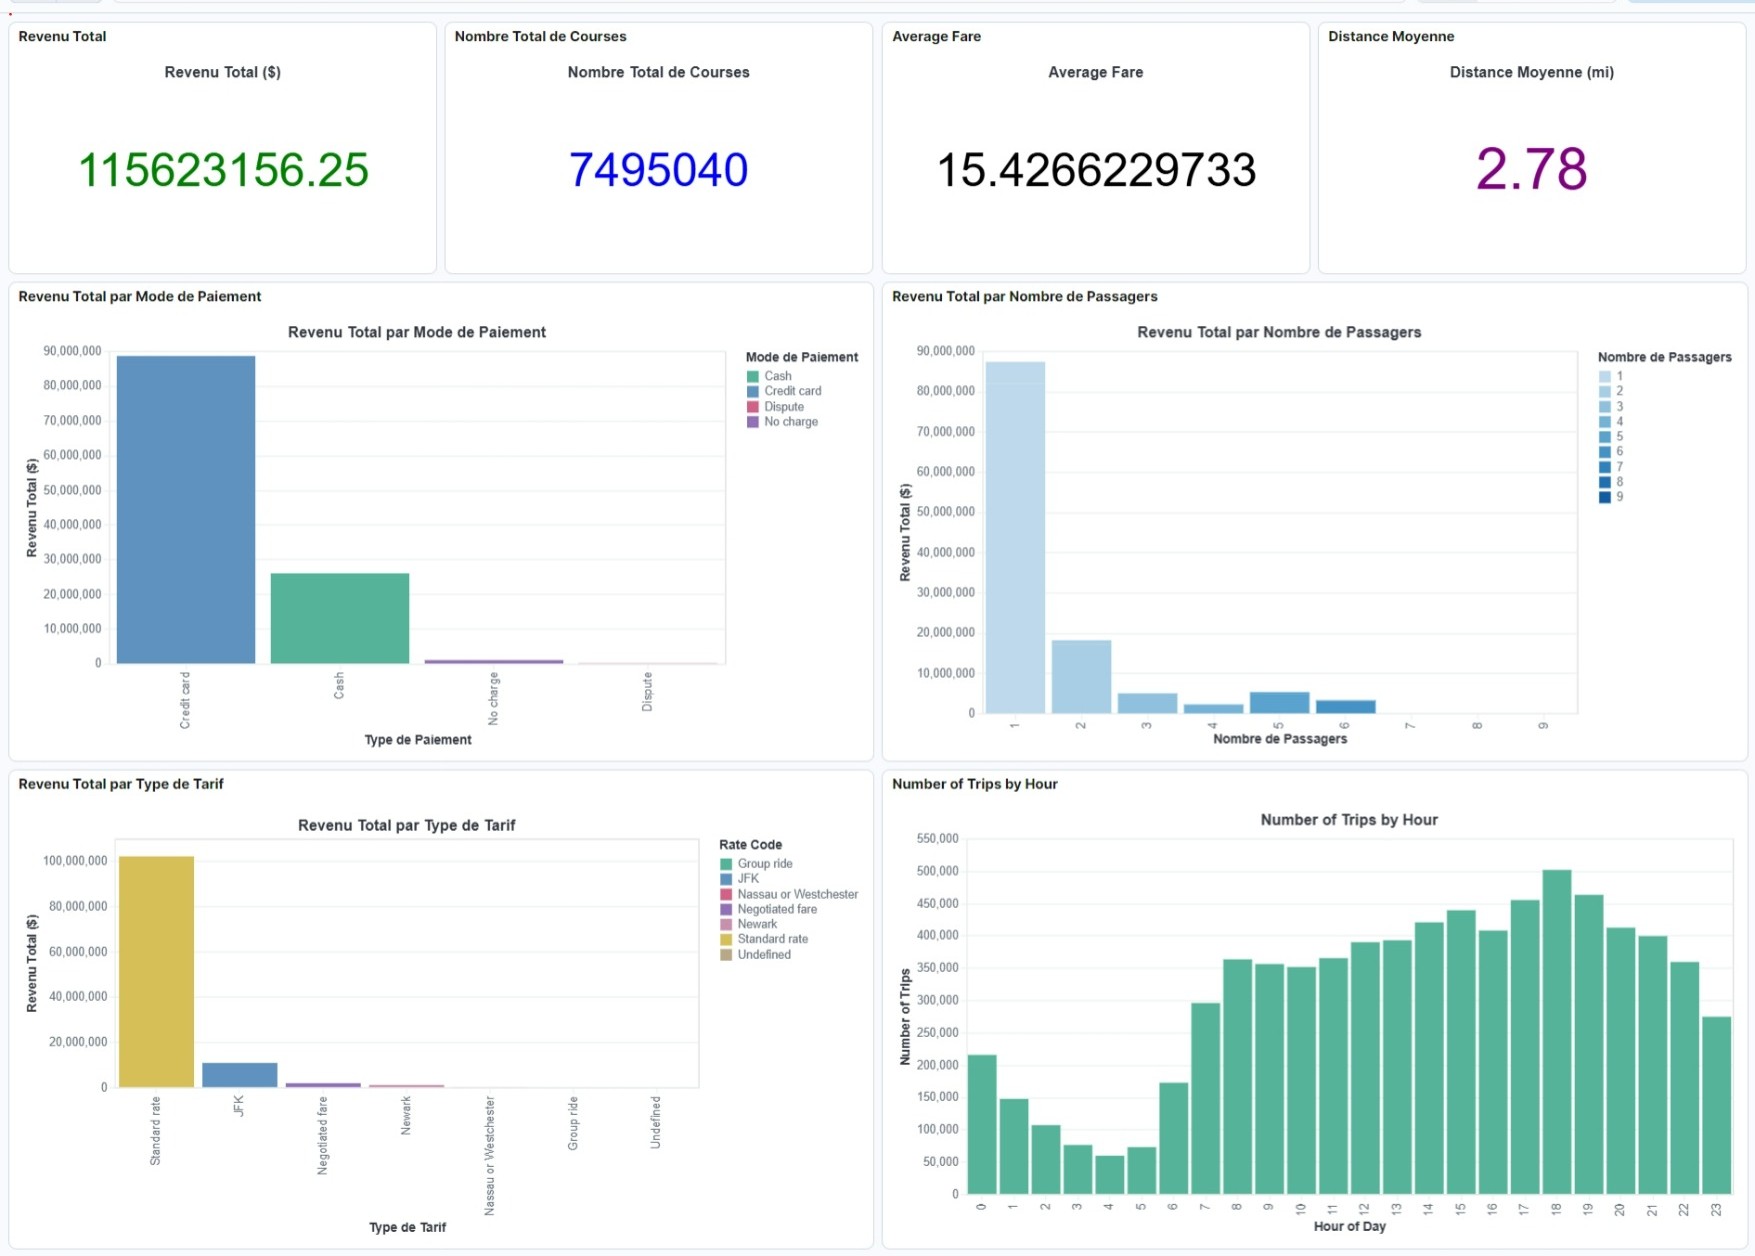 Revenu Total
Revenu Total ($)
115623156.25
Nombre Total de Courses
Nombre Total de Courses
7495040
Average Fare
Average Fare
15.4266229733
Distance Moyenne
Distance Moyenne (mi)
2.78
Revenu Total par Mode de Paiement
Revenu Total par Mode de Paiement
Revenu Total ($)
90,000,000
80,000,000
70,000,000
60,000,000
50,000,000
40,000,000
30,000,000
20,000,000
10,000,000
0
Credit card
Cash
No charge
Dispute
Type de Paiement
Mode de Paiement
Cash
Credit card
Dispute
No charge
Revenu Total par Nombre de Passagers
Revenu Total par Nombre de Passagers
Revenu Total ($)
90,000,000
80,000,000
70,000,000
60,000,000
50,000,000
40,000,000
30,000,000
20,000,000
10,000,000
0
1
2
3
4
5
6
7
8
9
Nombre de Passagers
Nombre de Passagers
1
2
3
4
5
6
7
8
9
Revenu Total par Type de Tarif
Revenu Total par Type de Tarif
Revenu Total ($)
100,000,000
80,000,000
60,000,000
40,000,000
20,000,000
0
Standard rate
JFK
Negotiated fare
Newark
Nassau or Westchester
Group ride
Undefined
Type de Tarif
Rate Code
Group ride
JFK
Nassau or Westchester
Negotiated fare
Newark
Standard rate
Undefined
Number of Trips by Hour
Number of Trips by Hour
Number of Trips
550,000
500,000
450,000
400,000
350,000
300,000
250,000
200,000
150,000
100,000
50,000
0
0
1
2
3
4
5
6
7
8
9
10
11
12
13
14
15
16
17
18
19
20
21
22
23
Hour of Day